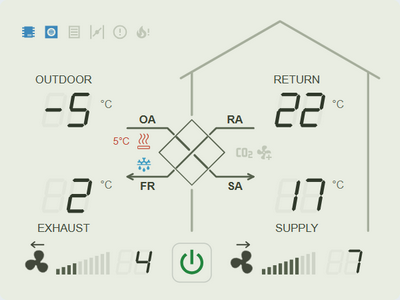 OUTDOOR RETURN
-5 °C 22 °C
OA RA
5°C CO₂
FR SA
2 °C 17 °C
EXHAUST SUPPLY
4 7